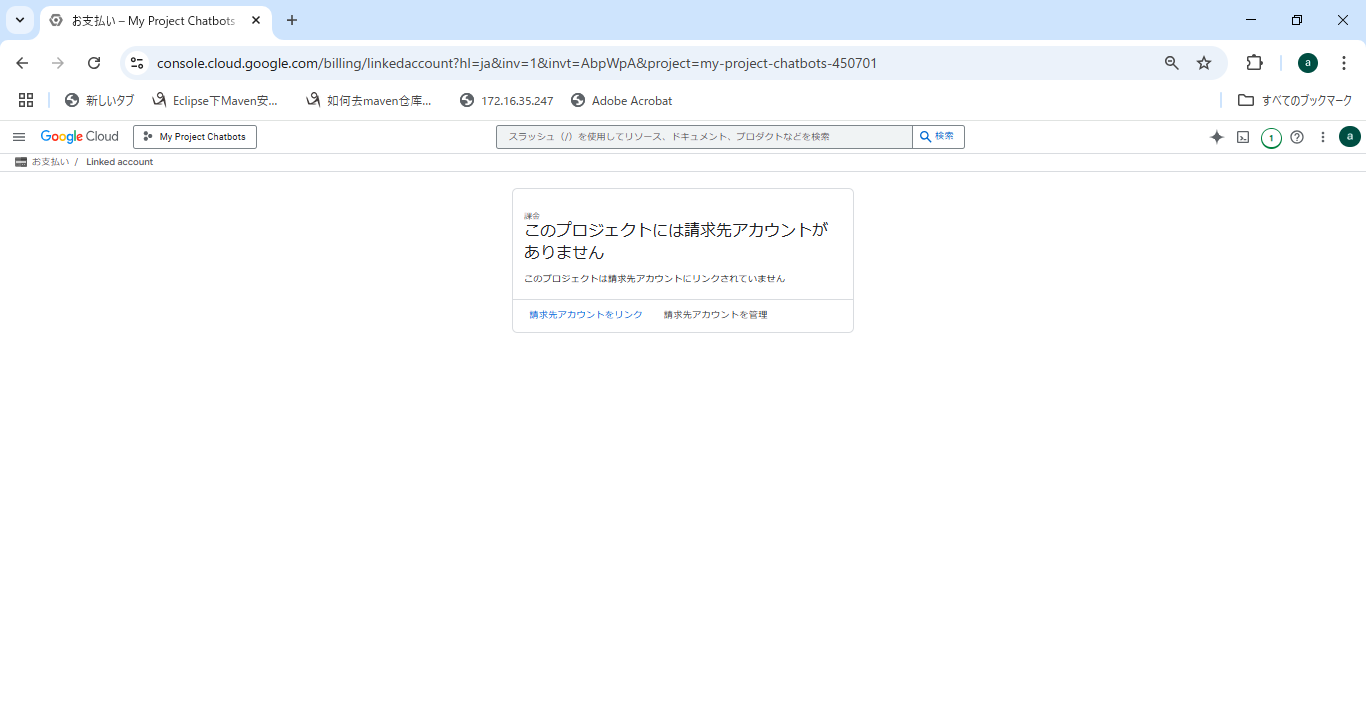 お支払い – My Project Chatbots
console.cloud.google.com/billing/linkedaccount?hl=ja&inv=1&invt=AbpWpA&project=my-project-chatbots-450701
a
新しいタブ
Eclipse下Maven安...
如何去maven仓库...
172.16.35.247
Adobe Acrobat
すべてのブックマーク
Google Cloud
My Project Chatbots
スラッシュ（/）を使用してリソース、ドキュメント、プロダクトなどを検索
検索
1
a
お支払い / Linked account
課金
このプロジェクトには請求先アカウントが
ありません
このプロジェクトは請求先アカウントにリンクされていません
請求先アカウントをリンク
請求先アカウントを管理